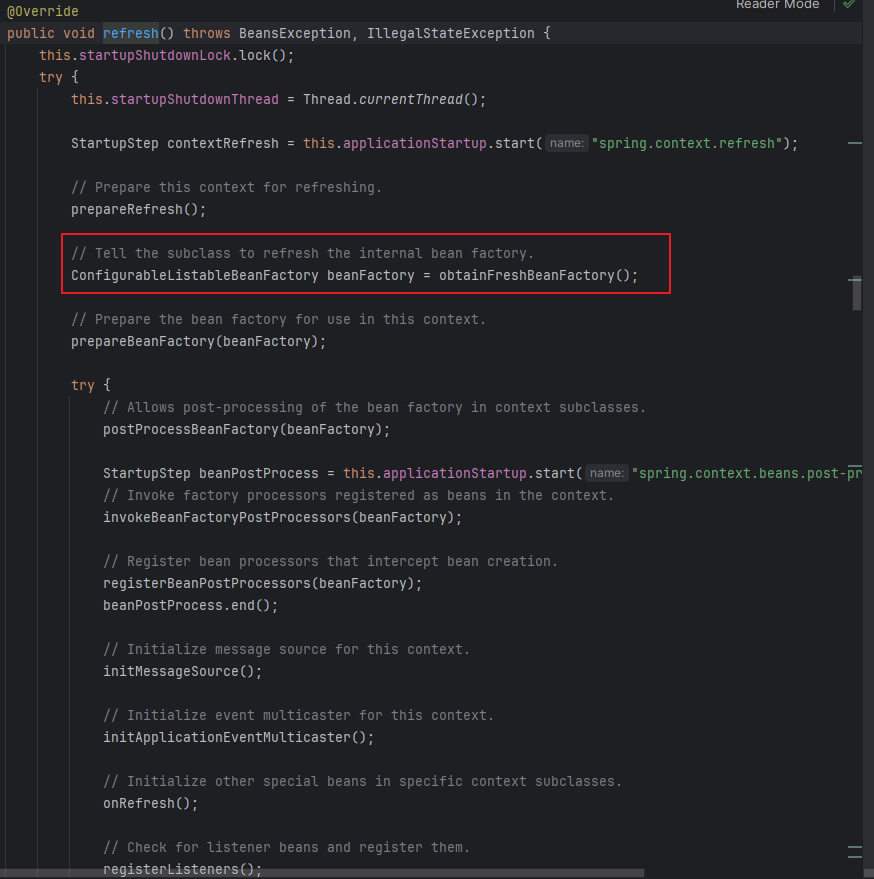 Reader Mode
@Override
public void refresh() throws BeansException, IllegalStateException {
this.startupShutdownLock.lock();
try {
this.startupShutdownThread = Thread.currentThread();
StartupStep contextRefresh = this.applicationStartup.start( name: "spring.context.refresh");
// Prepare this context for refreshing.
prepareRefresh();
// Tell the subclass to refresh the internal bean factory.
ConfigurableListableBeanFactory beanFactory = obtainFreshBeanFactory();
// Prepare the bean factory for use in this context.
prepareBeanFactory(beanFactory);
try {
// Allows post-processing of the bean factory in context subclasses.
postProcessBeanFactory(beanFactory);
StartupStep beanPostProcess = this.applicationStartup.start( name: "spring.context.beans.post-pr
// Invoke factory processors registered as beans in the context.
invokeBeanFactoryPostProcessors(beanFactory);
// Register bean processors that intercept bean creation.
registerBeanPostProcessors(beanFactory);
beanPostProcess.end();
// Initialize message source for this context.
initMessageSource();
// Initialize event multicaster for this context.
initApplicationEventMulticaster();
// Initialize other special beans in specific context subclasses.
onRefresh();
// Check for listener beans and register them.
registerListeners();